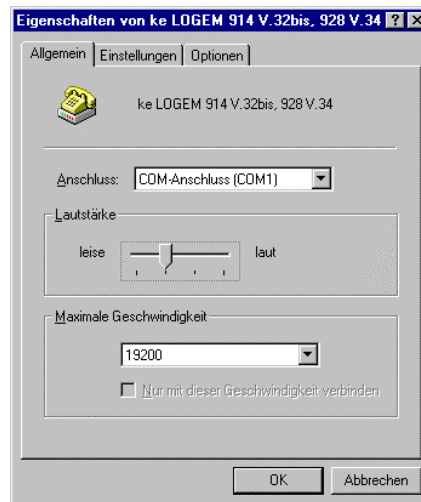 Eigenschaften von ke LOGEM 914 V.32bis, 928 V.34
Allgemein Einstellungen Optionen
ke LOGEM 914 V.32bis, 928 V.34
Anschluss: COM-Anschluss (COM1)
Lautstärke
leise laut
Maximale Geschwindigkeit
19200
Nur mit dieser Geschwindigkeit verbinden
OK Abbrechen